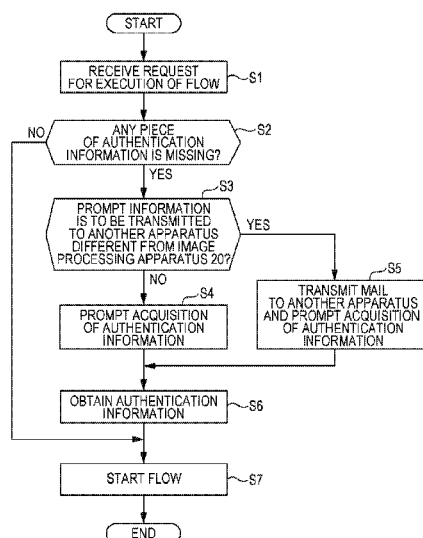 START
RECEIVE REQUEST
FOR EXECUTION OF FLOW
S1
NO
ANY PIECE
OF AUTHENTICATION
INFORMATION IS MISSING?
S2
YES
S3
PROMPT INFORMATION
IS TO BE TRANSMITTED
TO ANOTHER APPARATUS
DIFFERENT FROM IMAGE
PROCESSING APPARATUS 20?
YES
NO
S4
PROMPT ACQUISITION
OF AUTHENTICATION
INFORMATION
S5
TRANSMIT MAIL
TO ANOTHER APPARATUS
AND PROMPT ACQUISITION
OF AUTHENTICATION
INFORMATION
OBTAIN AUTHENTICATION
INFORMATION
S6
START FLOW
S7
END